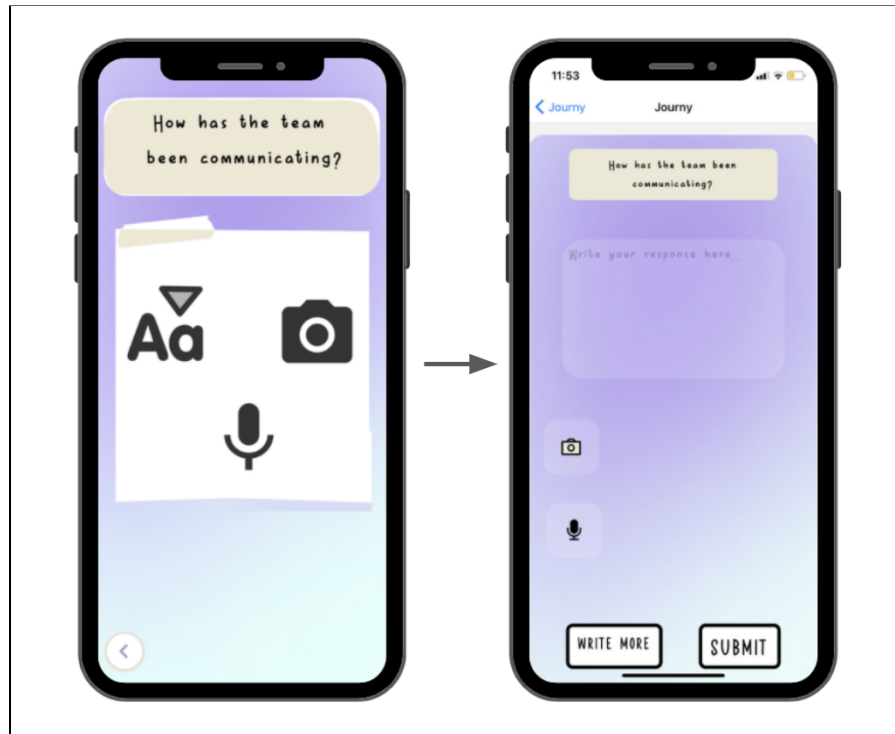 How has the team
been communicating?
Aa
11:53
Journy
Journy
How has the team been
communicating?
Write your response here...
WRITE MORE
SUBMIT